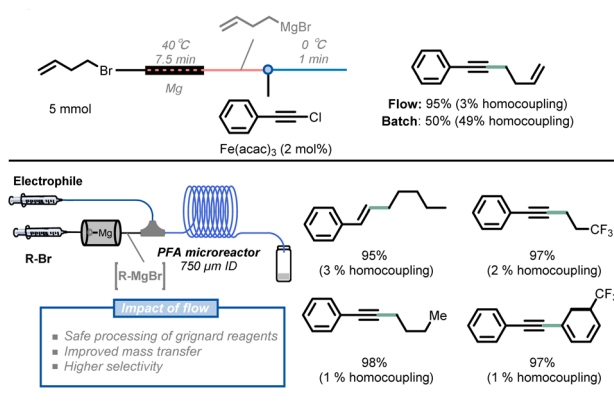 MgBr
40 °C
7.5 min
0 °C
1 min
Br
Mg
5 mmol
Cl
Fe(acac)3 (2 mol%)
Flow: 95% (3% homocoupling)
Batch: 50% (49% homocoupling)
Electrophile
Mg
R-Br
[R-MgBr]
PFA microreactor
750 µm ID
Impact of flow
Safe processing of grignard reagents
Improved mass transfer
Higher selectivity
95%
(3 % homocoupling)
CF3
97%
(2 % homocoupling)
Me
98%
(1 % homocoupling)
97%
(1 % homocoupling)